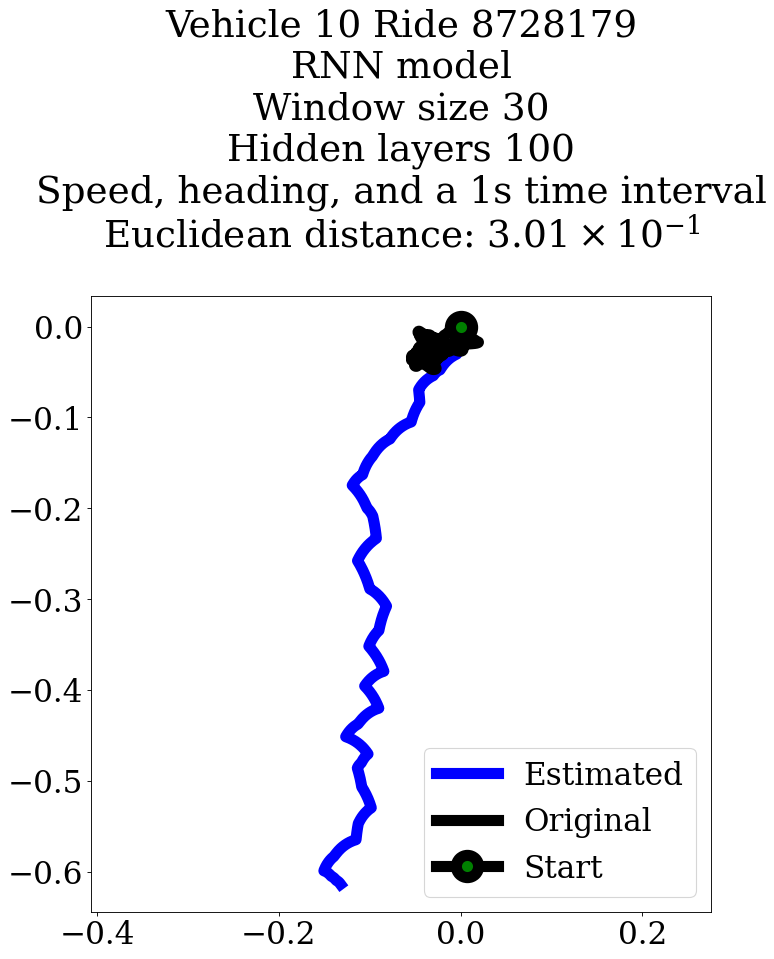 Vehicle 10 Ride 8728179
RNN model
Window size 30
Hidden layers 100
Speed, heading, and a 1s time interval
Euclidean distance: 3.01 × 10⁻¹
0.0
−0.1
−0.2
−0.3
−0.4
−0.5
−0.6
Estimated
Original
Start
−0.4 −0.2 0.0 0.2